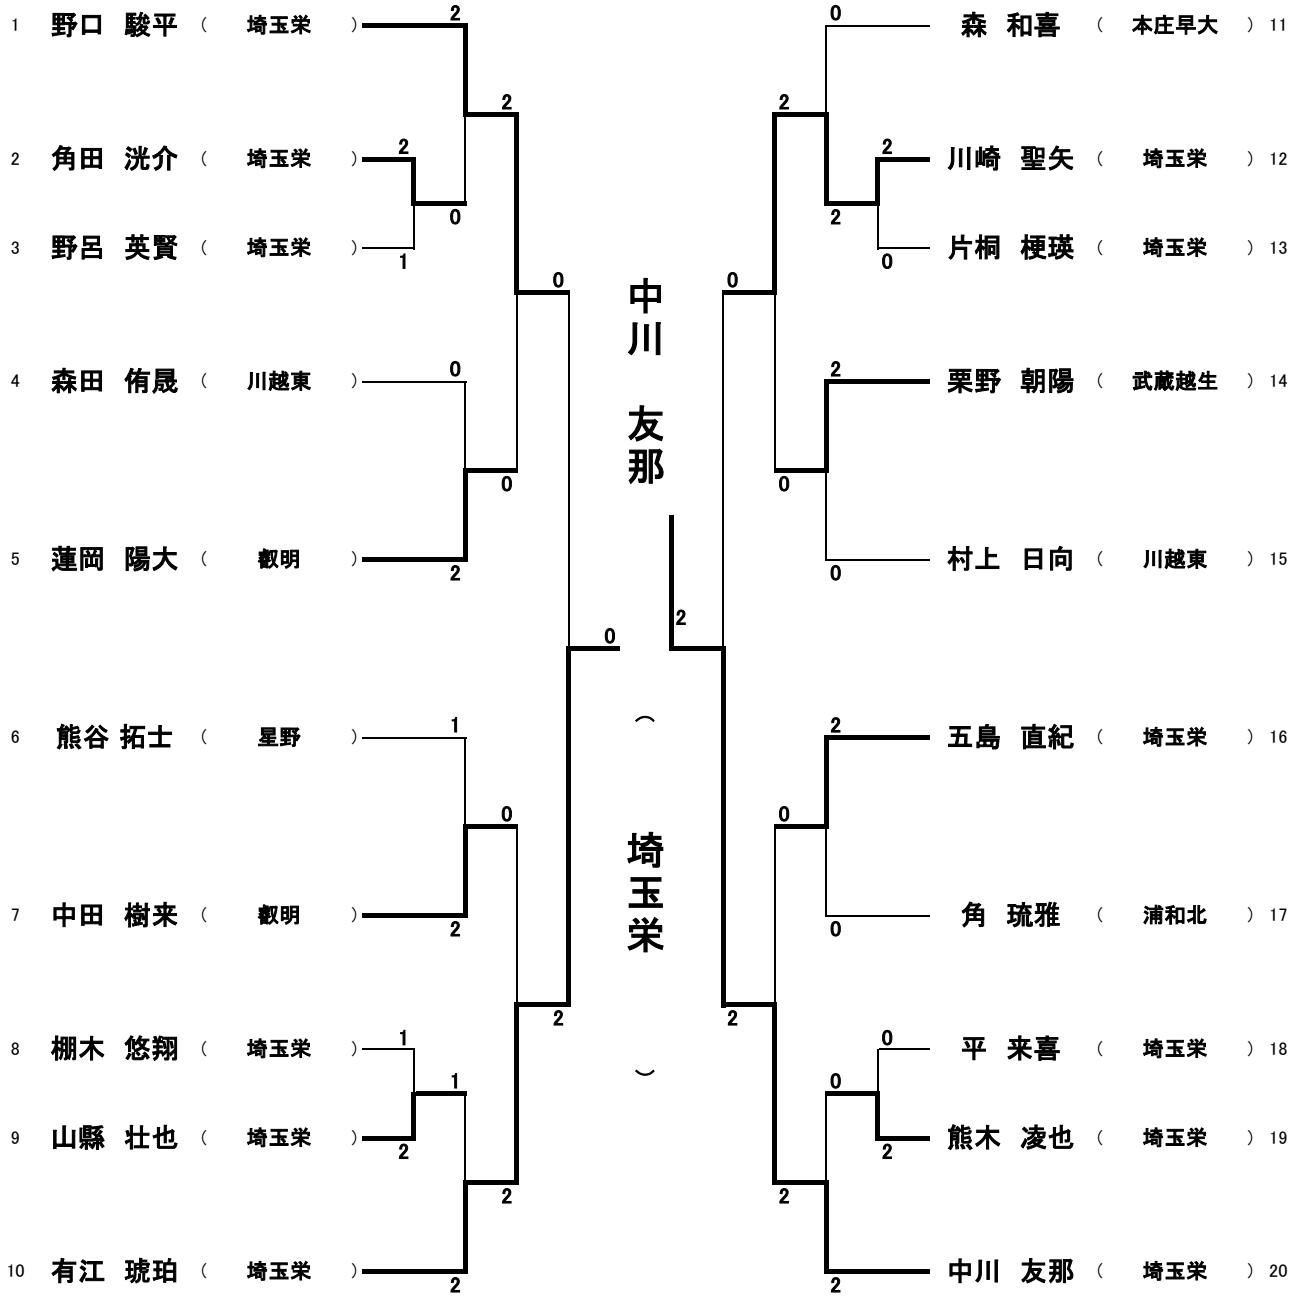 1 野口 駿平 ( 埼玉栄 ) 2
0 森 和喜 ( 本庄早大 ) 11
2 2
2 角田 洸介 ( 埼玉栄 ) 2
2 川崎 聖矢 ( 埼玉栄 ) 12
0 2
3 野呂 英賢 ( 埼玉栄 ) 1
0 片桐 梗瑛 ( 埼玉栄 ) 13
0 0
4 森田 侑晟 ( 川越東 ) 0
2 栗野 朝陽 ( 武蔵越生 ) 14
0 0
5 蓮岡 陽大 ( 叡明 ) 2
0 村上 日向 ( 川越東 ) 15
0 2
6 熊谷 拓士 ( 星野 ) 1
2 五島 直紀 ( 埼玉栄 ) 16
0 0
7 中田 樹来 ( 叡明 ) 2
0 角 琉雅 ( 浦和北 ) 17
2 2
8 棚木 悠翔 ( 埼玉栄 ) 1
0 平 来喜 ( 埼玉栄 ) 18
1 0
9 山縣 壮也 ( 埼玉栄 ) 2
2 熊木 凌也 ( 埼玉栄 ) 19
2 2
10 有江 琥珀 ( 埼玉栄 ) 2
2 中川 友那 ( 埼玉栄 ) 20
中川 友那 ( 埼玉栄 )